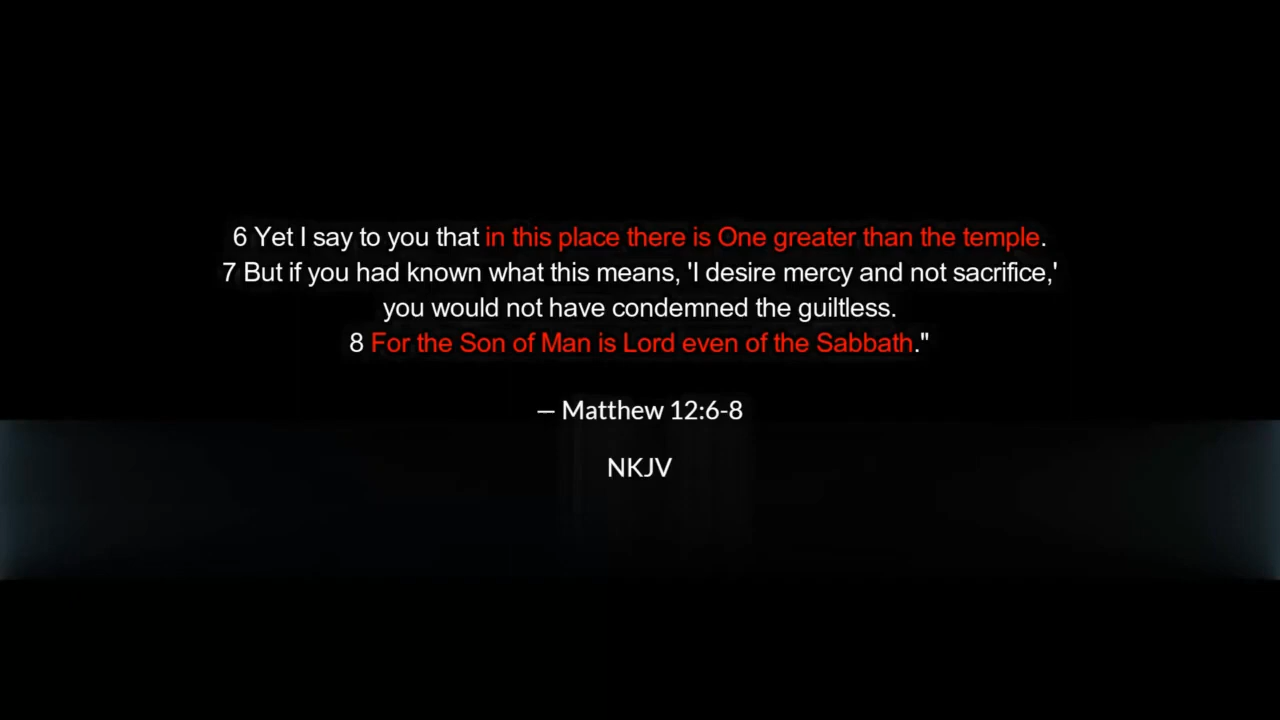 6 Yet I say to you that in this place there is One greater than the temple.
7 But if you had known what this means, 'I desire mercy and not sacrifice,'
you would not have condemned the guiltless.
8 For the Son of Man is Lord even of the Sabbath."
— Matthew 12:6-8
NKJV